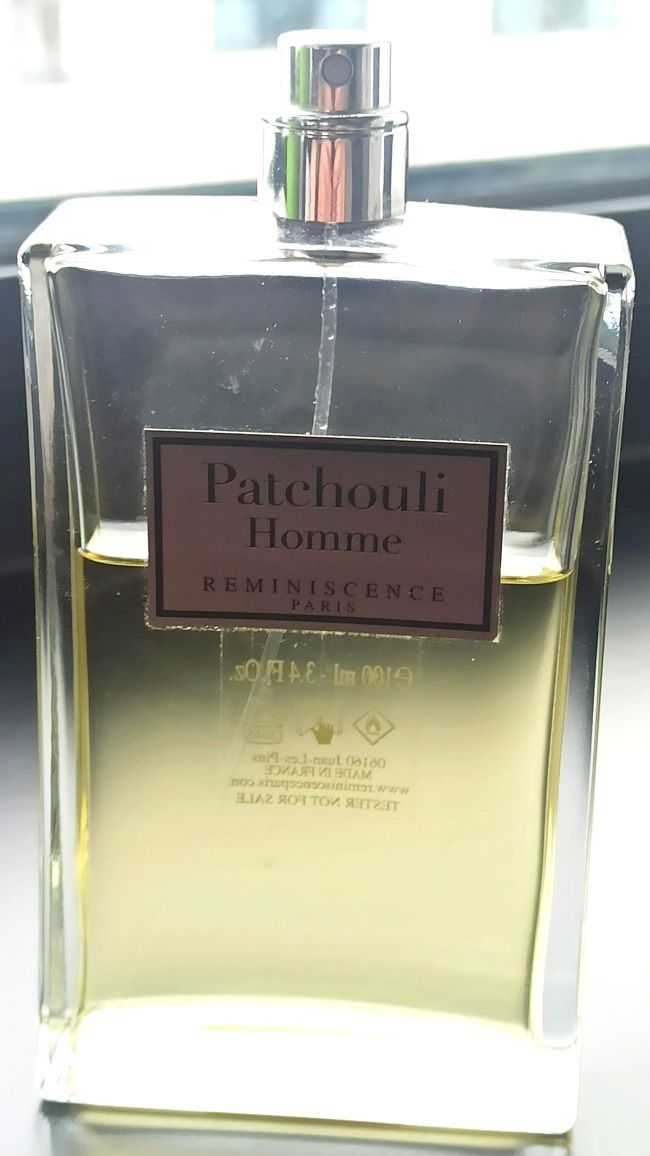 Patchouli
Homme
REMINISCENCE
PARIS
℮100 ml - 3.4 Fl.Oz.
36M
06160 Juan-Les-Pins
MADE IN FRANCE
www.reminiscenceparis.com
TESTER NOT FOR SALE